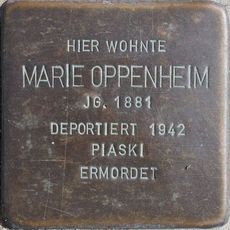 HIER WOHNTE
MARIE OPPENHEIM
JG. 1881
DEPORTIERT 1942
PIASKI
ERMORDET